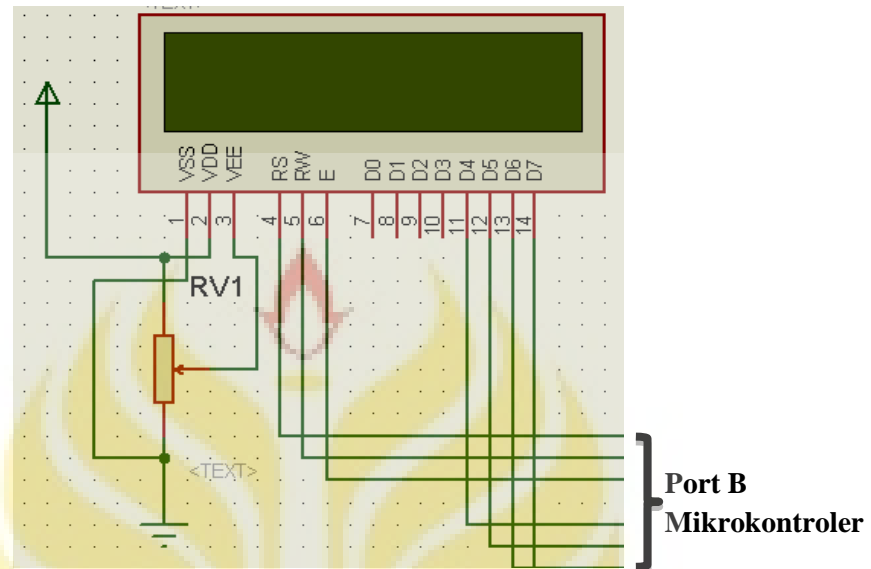 VSS
VDD
VEE
RS
RW
E
D0
D1
D2
D3
D4
D5
D6
D7
1
2
3
4
5
6
7
8
9
10
11
12
13
14
RV1
<TEXT>
Port B
Mikrokontroler